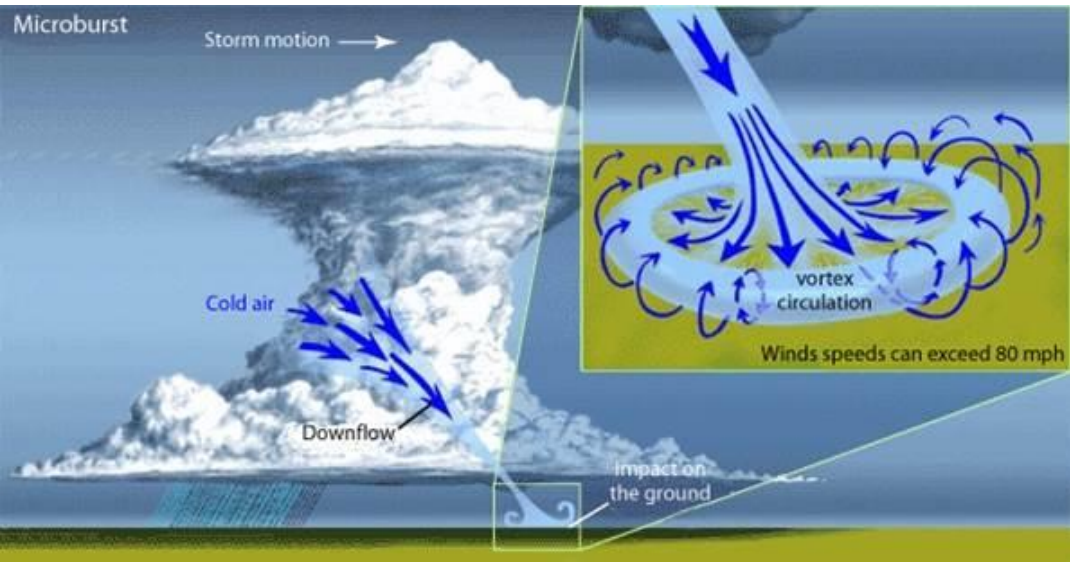 Microburst
Storm motion
Cold air
Downflow
impact on
the ground
vortex
circulation
Winds speeds can exceed 80 mph